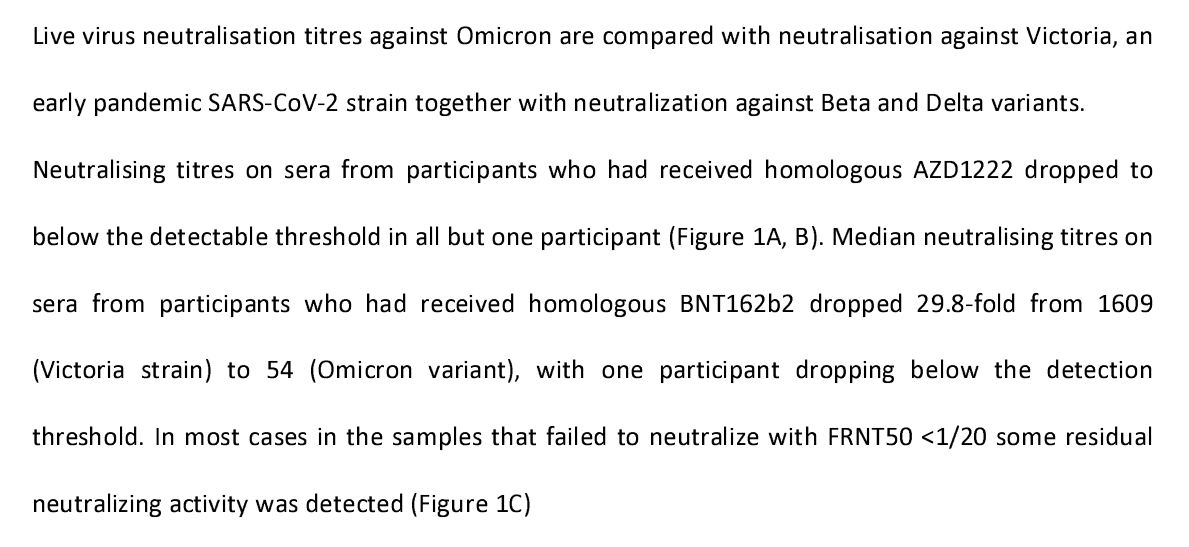 Live virus neutralisation titres against Omicron are compared with neutralisation against Victoria, an
early pandemic SARS-CoV-2 strain together with neutralization against Beta and Delta variants.
Neutralising titres on sera from participants who had received homologous AZD1222 dropped to
below the detectable threshold in all but one participant (Figure 1A, B). Median neutralising titres on
sera from participants who had received homologous BNT162b2 dropped 29.8-fold from 1609
(Victoria strain) to 54 (Omicron variant), with one participant dropping below the detection
threshold. In most cases in the samples that failed to neutralize with FRNT50 <1/20 some residual
neutralizing activity was detected (Figure 1C)